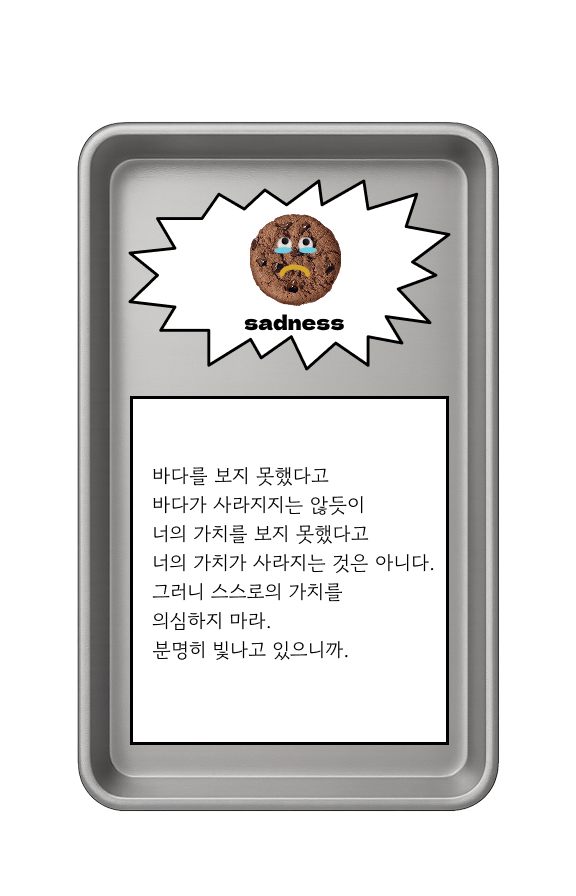 sadness
바다를 보지 못했다고
바다가 사라지지는 않듯이
너의 가치를 보지 못했다고
너의 가치가 사라지는 것은 아니다.
그러니 스스로의 가치를
의심하지 마라.
분명히 빛나고 있으니까.